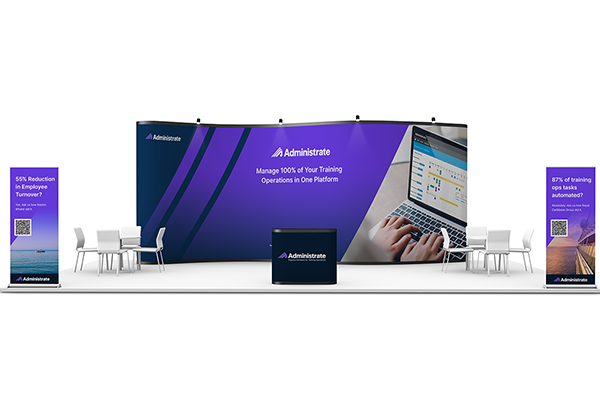 Administrate
Administrate
Manage 100% of Your Training
Operations in One Platform
55% Reduction
in Employee
Turnover?
Administrate
Administrate
87% of training
ops tasks
automated?
Administrate